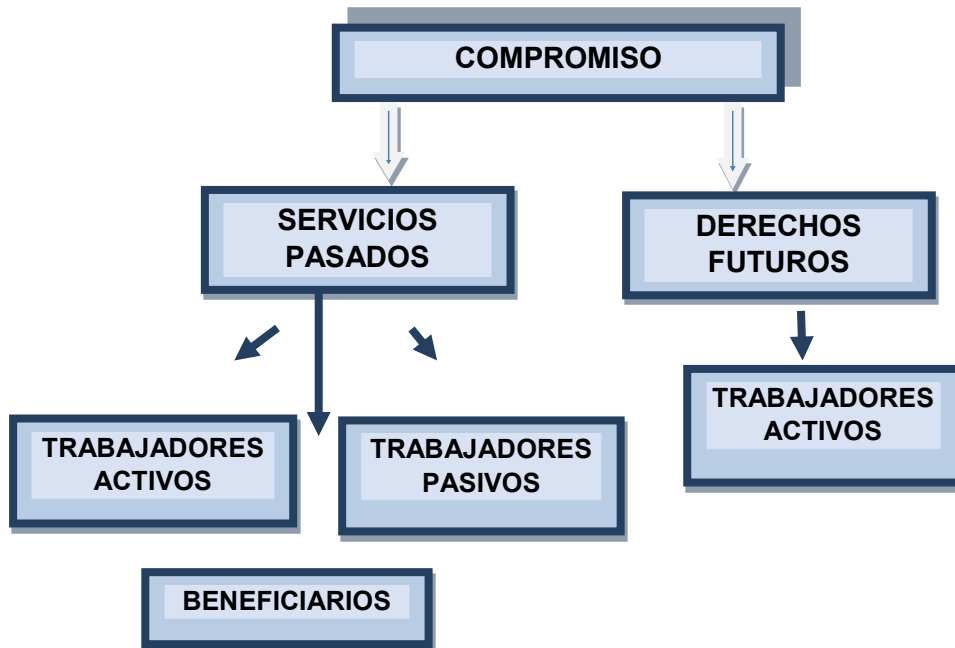 COMPROMISO
SERVICIOS
PASADOS
DERECHOS
FUTUROS
TRABAJADORES
ACTIVOS
TRABAJADORES
PASIVOS
TRABAJADORES
ACTIVOS
BENEFICIARIOS